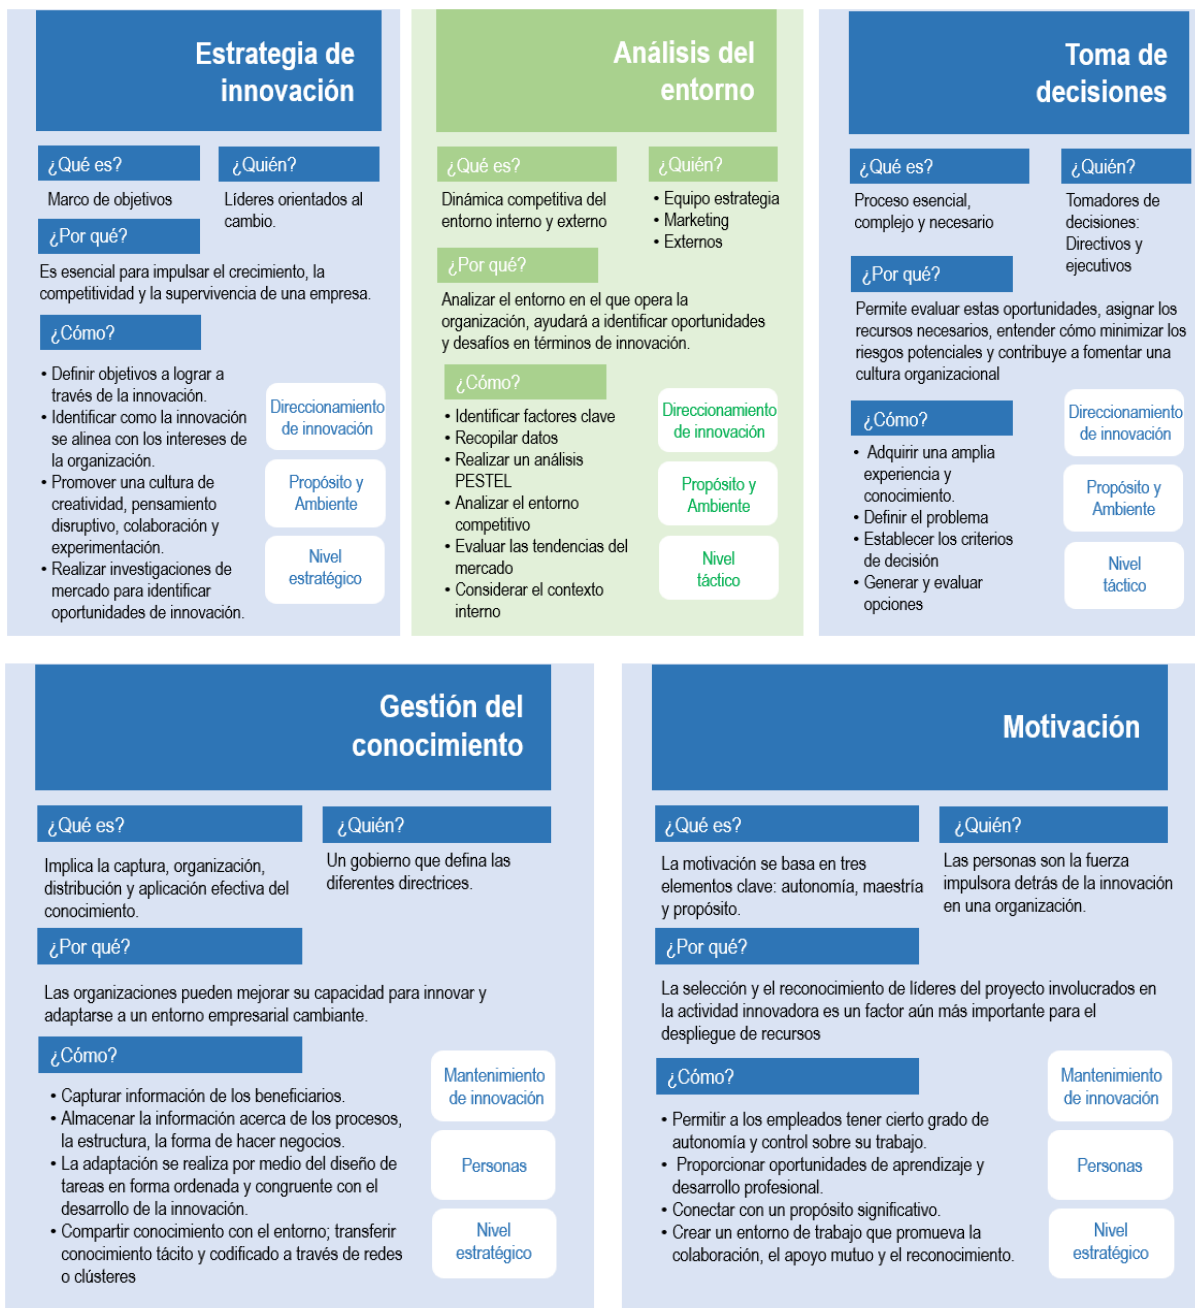 Estrategia de
innovación
¿Qué es?
¿Quién?
Marco de objetivos
Líderes orientados al
cambio.
¿Por qué?
Es esencial para impulsar el crecimiento, la
competitividad y la supervivencia de una empresa.
¿Cómo?
• Definir objetivos a lograr a
través de la innovación.
• Identificar como la innovación
se alinea con los intereses de
la organización.
• Promover una cultura de
creatividad, pensamiento
disruptivo, colaboración y
experimentación.
• Realizar investigaciones de
mercado para identificar
oportunidades de innovación.
Direccionamiento
de innovación
Propósito y
Ambiente
Nivel
estratégico
Análisis del
entorno
¿Qué es?
¿Quién?
Dinámica competitiva del
entorno interno y externo
• Equipo estrategia
• Marketing
• Externos
¿Por qué?
Analizar el entorno en el que opera la
organización, ayudará a identificar oportunidades
y desafíos en términos de innovación.
¿Cómo?
• Identificar factores clave
• Recopilar datos
• Realizar un análisis
PESTEL
• Analizar el entorno
competitivo
• Evaluar las tendencias del
mercado
• Considerar el contexto
interno
Direccionamiento
de innovación
Propósito y
Ambiente
Nivel
táctico
Toma de
decisiones
¿Qué es?
¿Quién?
Proceso esencial,
complejo y necesario
Tomadores de
decisiones:
Directivos y
ejecutivos
¿Por qué?
Permite evaluar estas oportunidades, asignar los
recursos necesarios, entender cómo minimizar los
riesgos potenciales y contribuye a fomentar una
cultura organizacional
¿Cómo?
• Adquirir una amplia
experiencia y
conocimiento.
• Definir el problema
• Establecer los criterios
de decisión
• Generar y evaluar
opciones
Direccionamiento
de innovación
Propósito y
Ambiente
Nivel
táctico
Gestión del
conocimiento
¿Qué es?
¿Quién?
Implica la captura, organización,
distribución y aplicación efectiva del
conocimiento.
Un gobierno que defina las
diferentes directrices.
¿Por qué?
Las organizaciones pueden mejorar su capacidad para innovar y
adaptarse a un entorno empresarial cambiante.
¿Cómo?
• Capturar información de los beneficiarios.
• Almacenar la información acerca de los procesos,
la estructura, la forma de hacer negocios.
• La adaptación se realiza por medio del diseño de
tareas en forma ordenada y congruente con el
desarrollo de la innovación.
• Compartir conocimiento con el entorno; transferir
conocimiento tácito y codificado a través de redes
o clústeres
Mantenimiento
de innovación
Personas
Nivel
estratégico
Motivación
¿Qué es?
¿Quién?
La motivación se basa en tres
elementos clave: autonomía, maestría
y propósito.
Las personas son la fuerza
impulsora detrás de la innovación
en una organización.
¿Por qué?
La selección y el reconocimiento de líderes del proyecto involucrados en
la actividad innovadora es un factor aún más importante para el
despliegue de recursos
¿Cómo?
• Permitir a los empleados tener cierto grado de
autonomía y control sobre su trabajo.
• Proporcionar oportunidades de aprendizaje y
desarrollo profesional.
• Conectar con un propósito significativo.
• Crear un entorno de trabajo que promueva la
colaboración, el apoyo mutuo y el reconocimiento.
Mantenimiento
de innovación
Personas
Nivel
estratégico